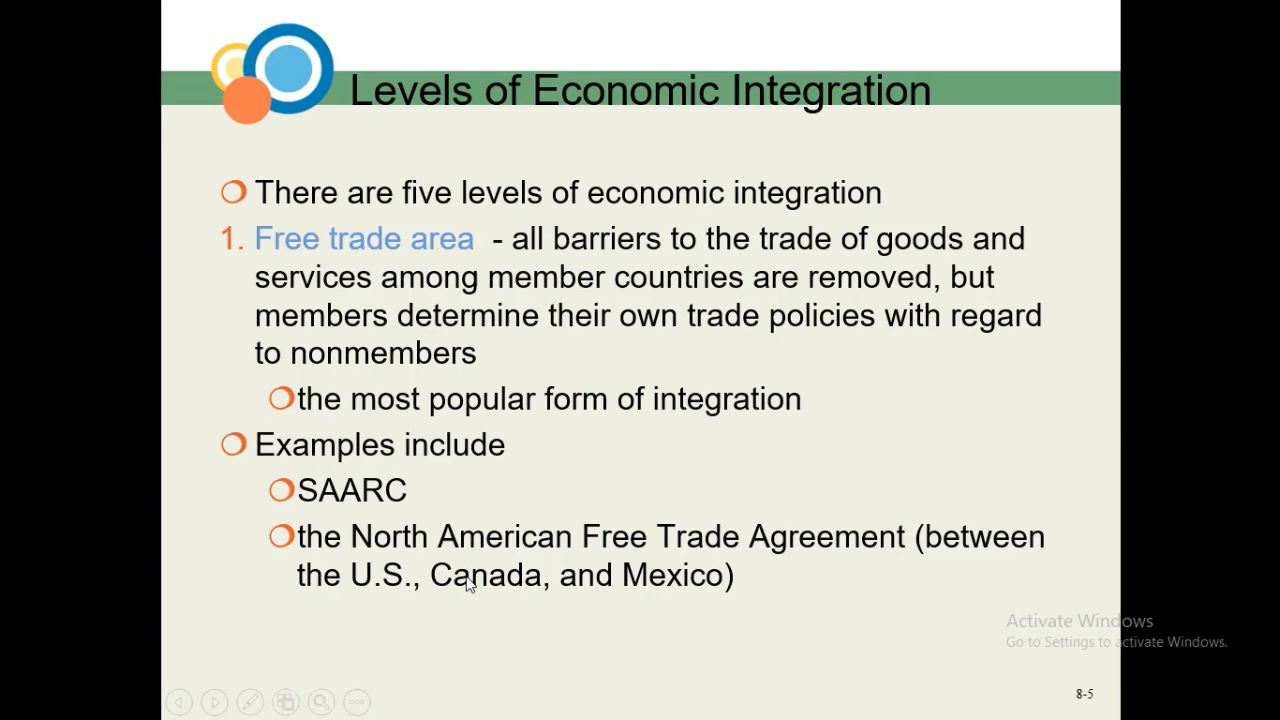 Levels of Economic Integration
There are five levels of economic integration
1. Free trade area - all barriers to the trade of goods and
services among member countries are removed, but
members determine their own trade policies with regard
to nonmembers
the most popular form of integration
Examples include
SAARC
the North American Free Trade Agreement (between
the U.S., Canada, and Mexico)
Activate Windows
Go to Settings to activate Windows.
8-5